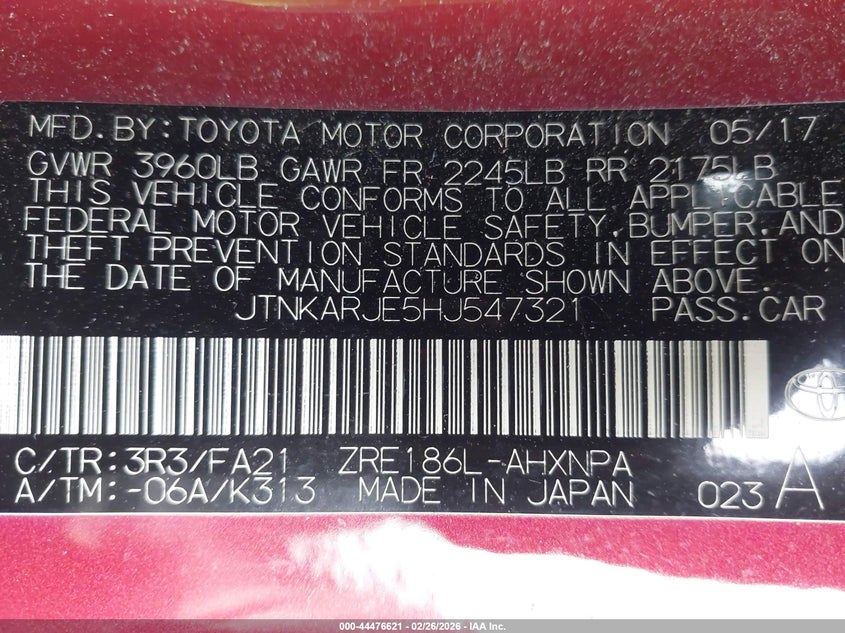 MFD. BY: TOYOTA MOTOR CORPORATION 05/17
GVWR 3960LB GAWR FR 2245LB RR 2175LB
THIS VEHICLE CONFORMS TO ALL APPLICABLE
FEDERAL MOTOR VEHICLE SAFETY, BUMPER, AND
THEFT PREVENTION STANDARDS IN EFFECT ON
THE DATE OF MANUFACTURE SHOWN ABOVE.
JTNKARJE5HJ547321 PASS. CAR
C/TR: 3R3/FA21 ZRE186L-AHXNPA
A/TM: -06A/K313 MADE IN JAPAN 023 A
000-44476621 - 02/26/2026 - IAA Inc.